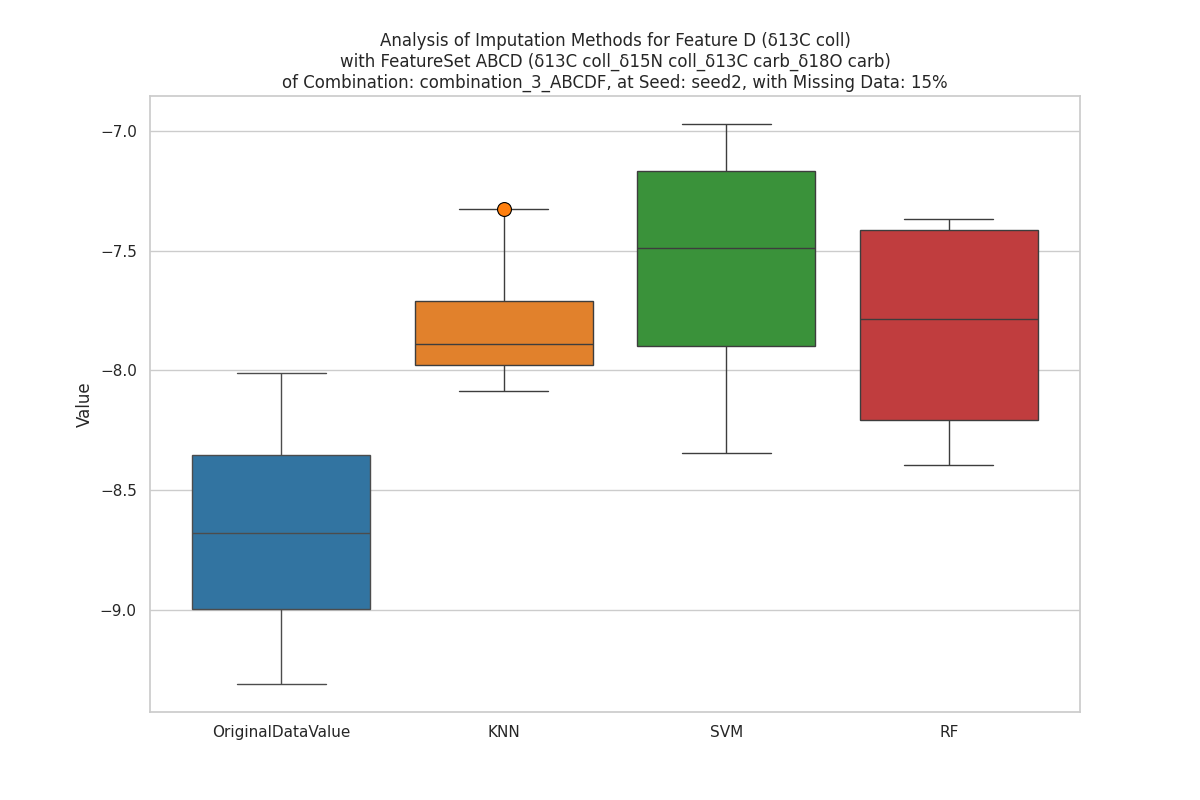 Analysis of Imputation Methods for Feature D (δ13C coll)
with FeatureSet ABCD (δ13C coll_δ15N coll_δ13C carb_δ18O carb)
of Combination: combination_3_ABCDF, at Seed: seed2, with Missing Data: 15%
−7.0
−7.5
−8.0
−8.5
−9.0
Value
OriginalDataValue
KNN
SVM
RF